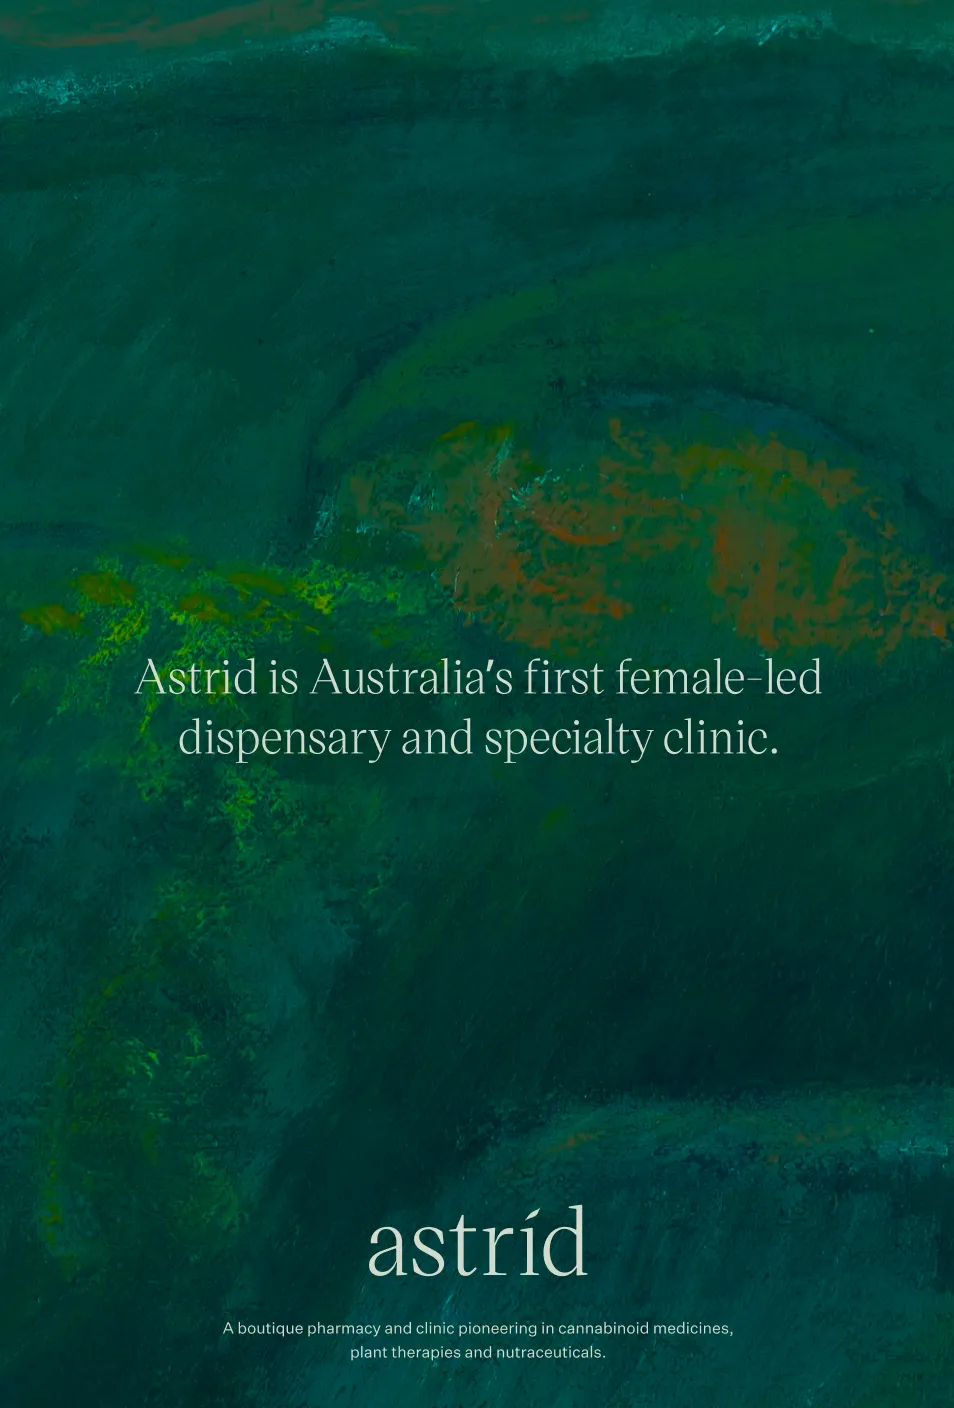 Astrid is Australia's first female-led
dispensary and specialty clinic.
astríd
A boutique pharmacy and clinic pioneering in cannabinoid medicines,
plant therapies and nutraceuticals.